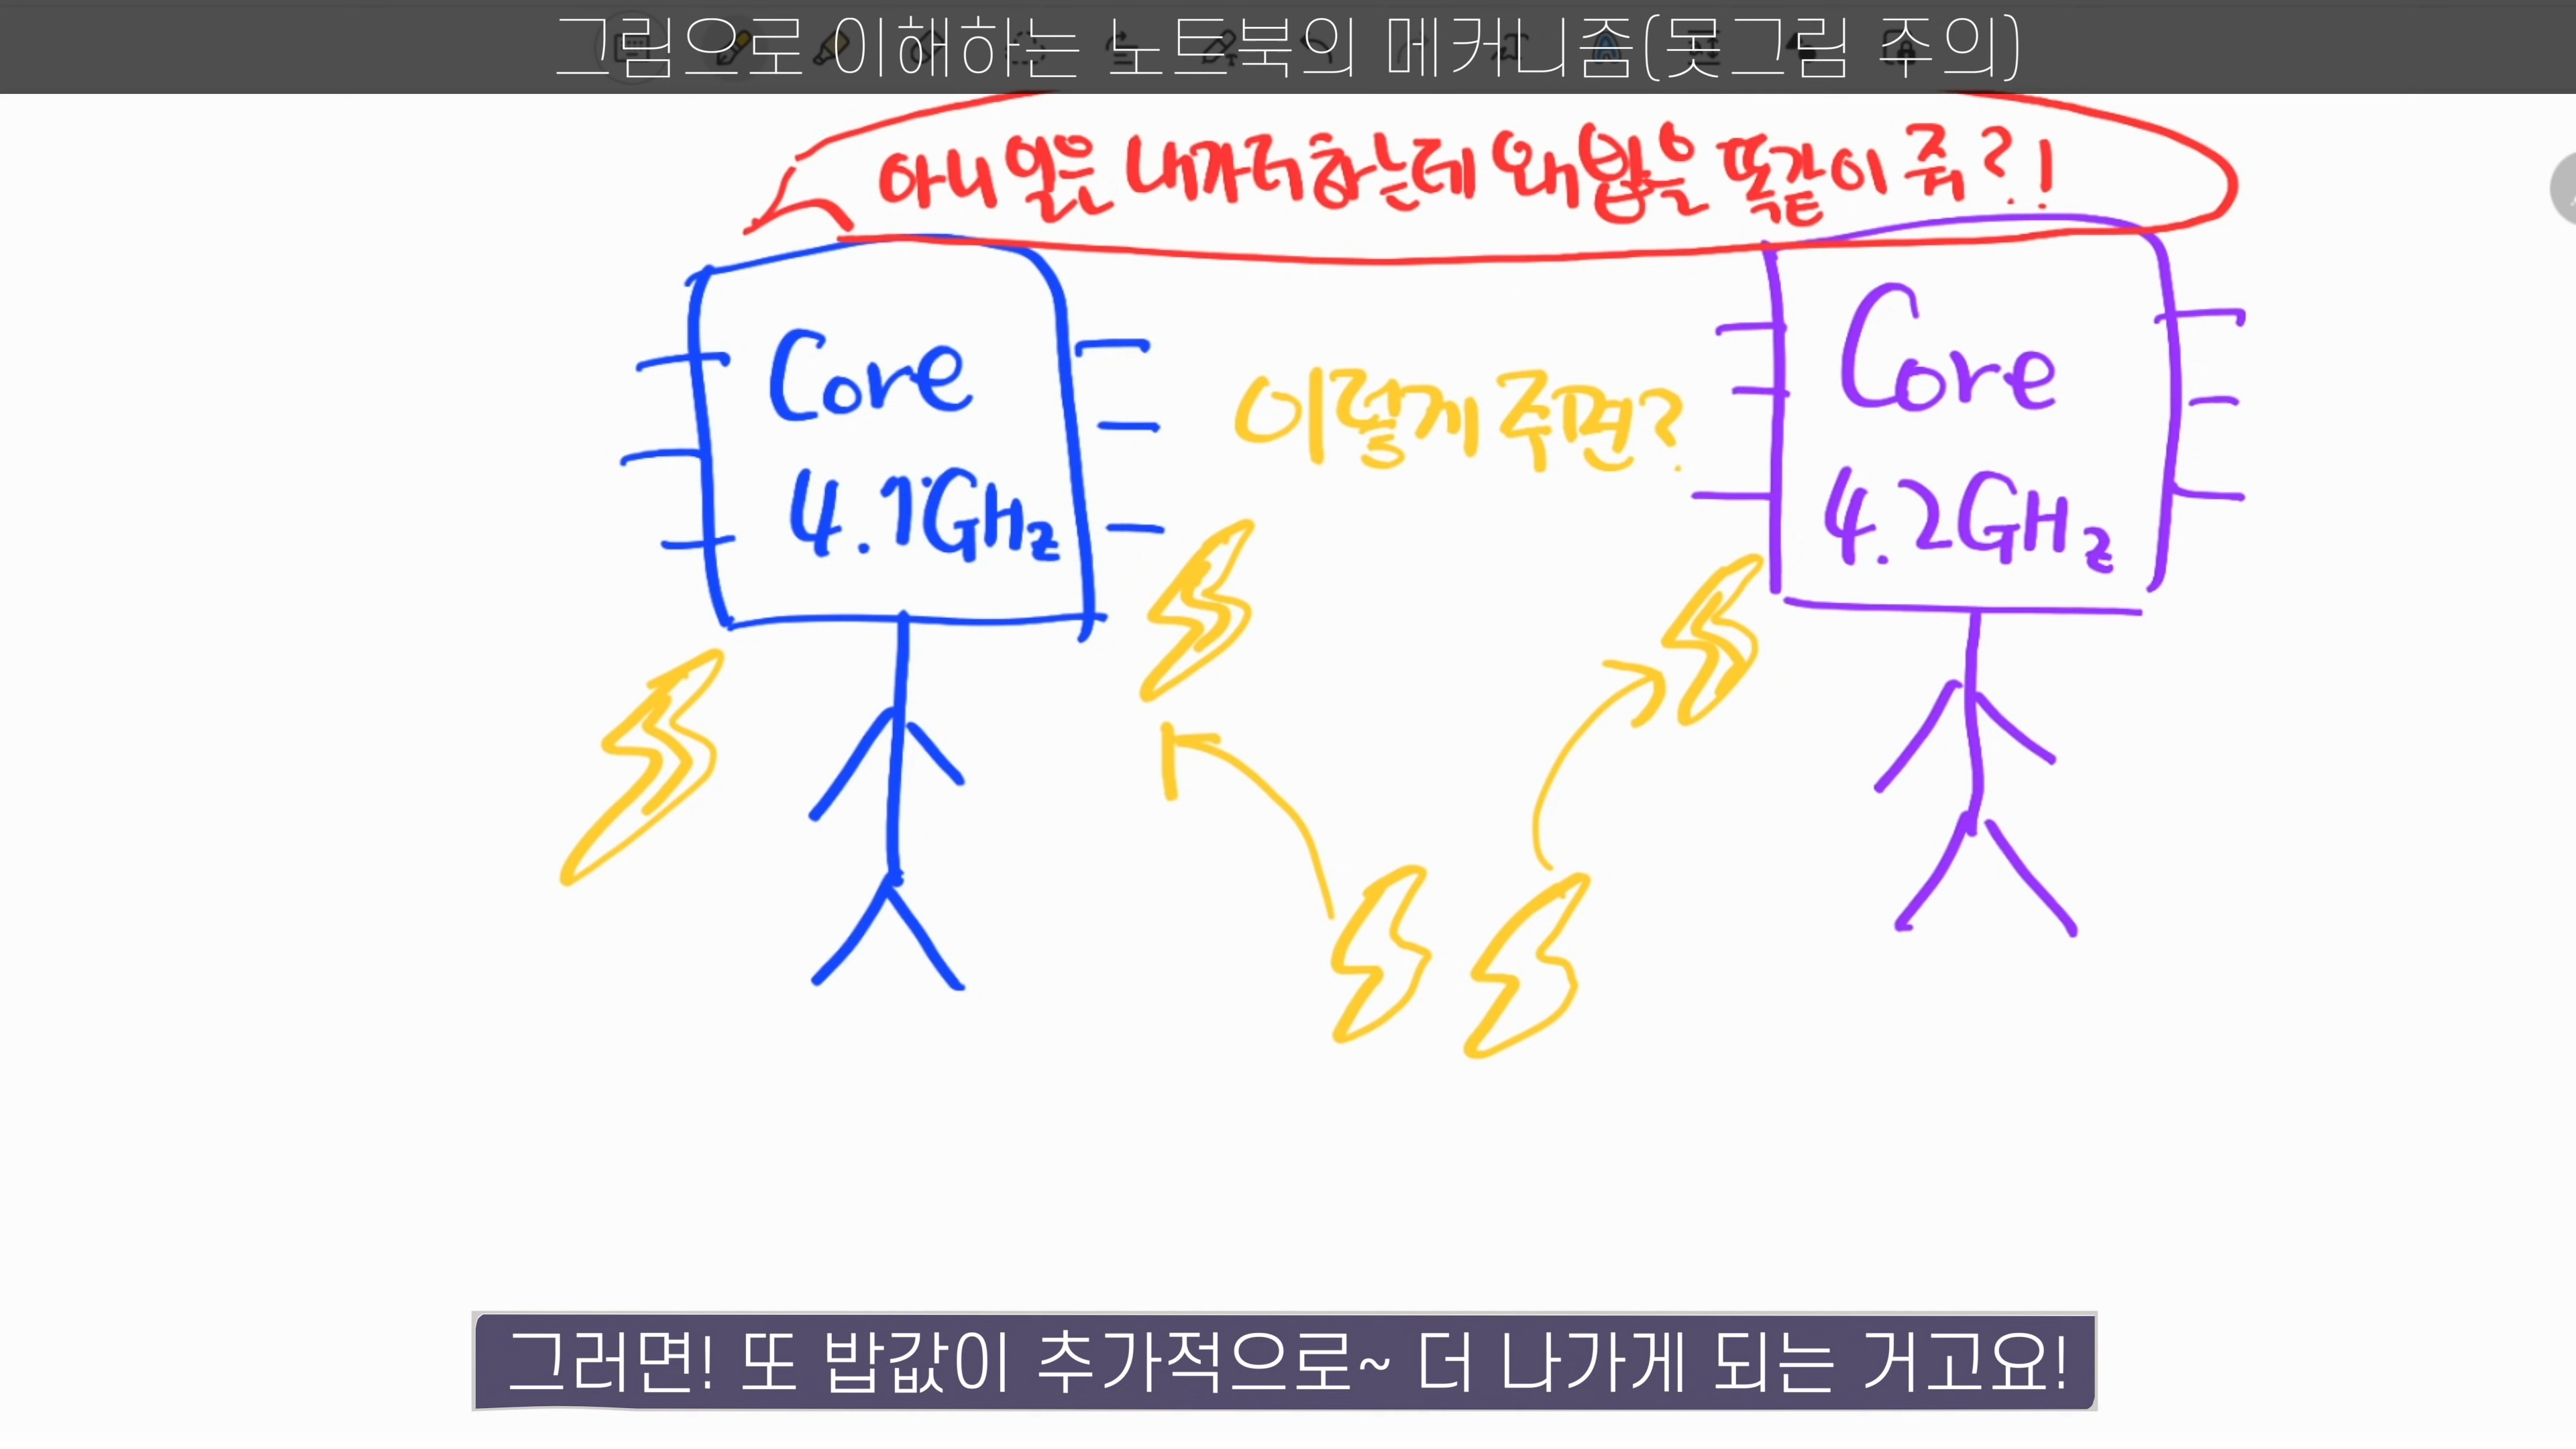 그림으로 이해하는 노트북의 메커니즘(못그림 주의)
아니 일은 내가 더 하는데 왜 밥을 똑같이 줘?!
Core
4.7GHz
이렇게 주면?
Core
4.2GHz
그러면! 또 밥값이 추가적으로~ 더 나가게 되는 거고요!